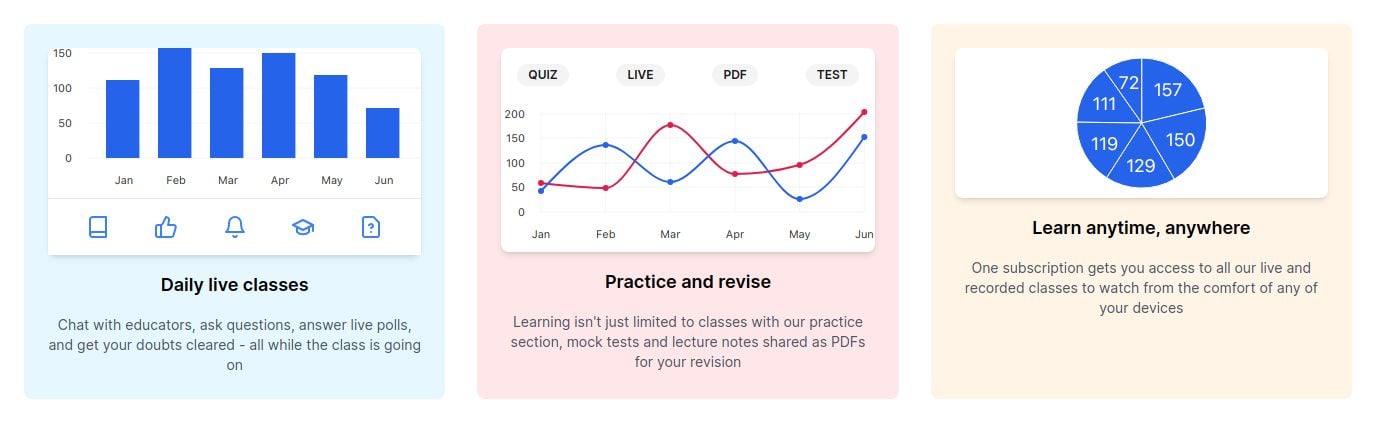 150
100
50
0
Jan Feb Mar Apr May Jun
Daily live classes
Chat with educators, ask questions, answer live polls,
and get your doubts cleared - all while the class is going
on
QUIZ LIVE PDF TEST
200
150
100
50
0
Jan Feb Mar Apr May Jun
Practice and revise
Learning isn't just limited to classes with our practice
section, mock tests and lecture notes shared as PDFs
for your revision
72 157
111
150
119
129
Learn anytime, anywhere
One subscription gets you access to all our live and
recorded classes to watch from the comfort of any of
your devices